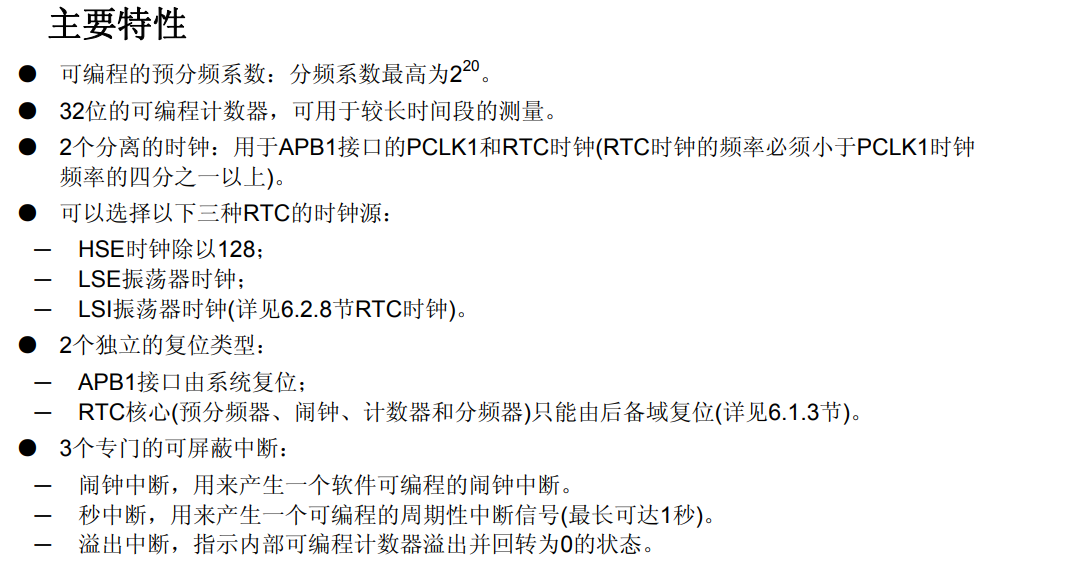 主要特性
● 可编程的预分频系数：分频系数最高为2²⁰。
● 32位的可编程计数器，可用于较长时间段的测量。
● 2个分离的时钟：用于APB1接口的PCLK1和RTC时钟(RTC时钟的频率必须小于PCLK1时钟
频率的四分之一以上)。
● 可以选择以下三种RTC的时钟源：
─ HSE时钟除以128；
─ LSE振荡器时钟；
─ LSI振荡器时钟(详见6.2.8节RTC时钟)。
● 2个独立的复位类型：
─ APB1接口由系统复位；
─ RTC核心(预分频器、闹钟、计数器和分频器)只能由后备域复位(详见6.1.3节)。
● 3个专门的可屏蔽中断：
─ 闹钟中断，用来产生一个软件可编程的闹钟中断。
─ 秒中断，用来产生一个可编程的周期性中断信号(最长可达1秒)。
─ 溢出中断，指示内部可编程计数器溢出并回转为0的状态。